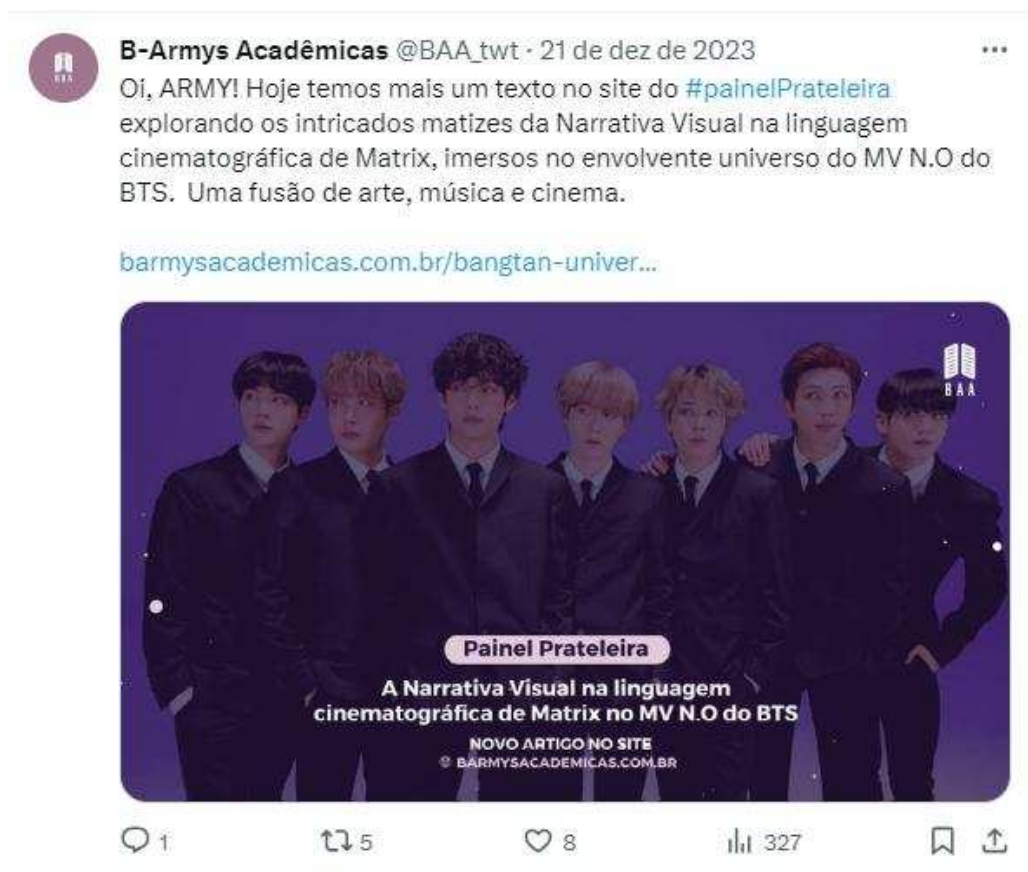 B-Armys Acadêmicas @BAA_twt · 21 de dez de 2023
Oi, ARMY! Hoje temos mais um texto no site do #painelPrateleira
explorando os intricados matizes da Narrativa Visual na linguagem
cinematográfica de Matrix, imersos no envolvente universo do MV N.O do
BTS. Uma fusão de arte, música e cinema.
barmysacademicas.com.br/bangtan-univer...
BAA
BAA
Painel Prateleira
A Narrativa Visual na linguagem
cinematográfica de Matrix no MV N.O do BTS
NOVO ARTIGO NO SITE
BARMYSACADEMICAS.COM.BR
1 5 8 327